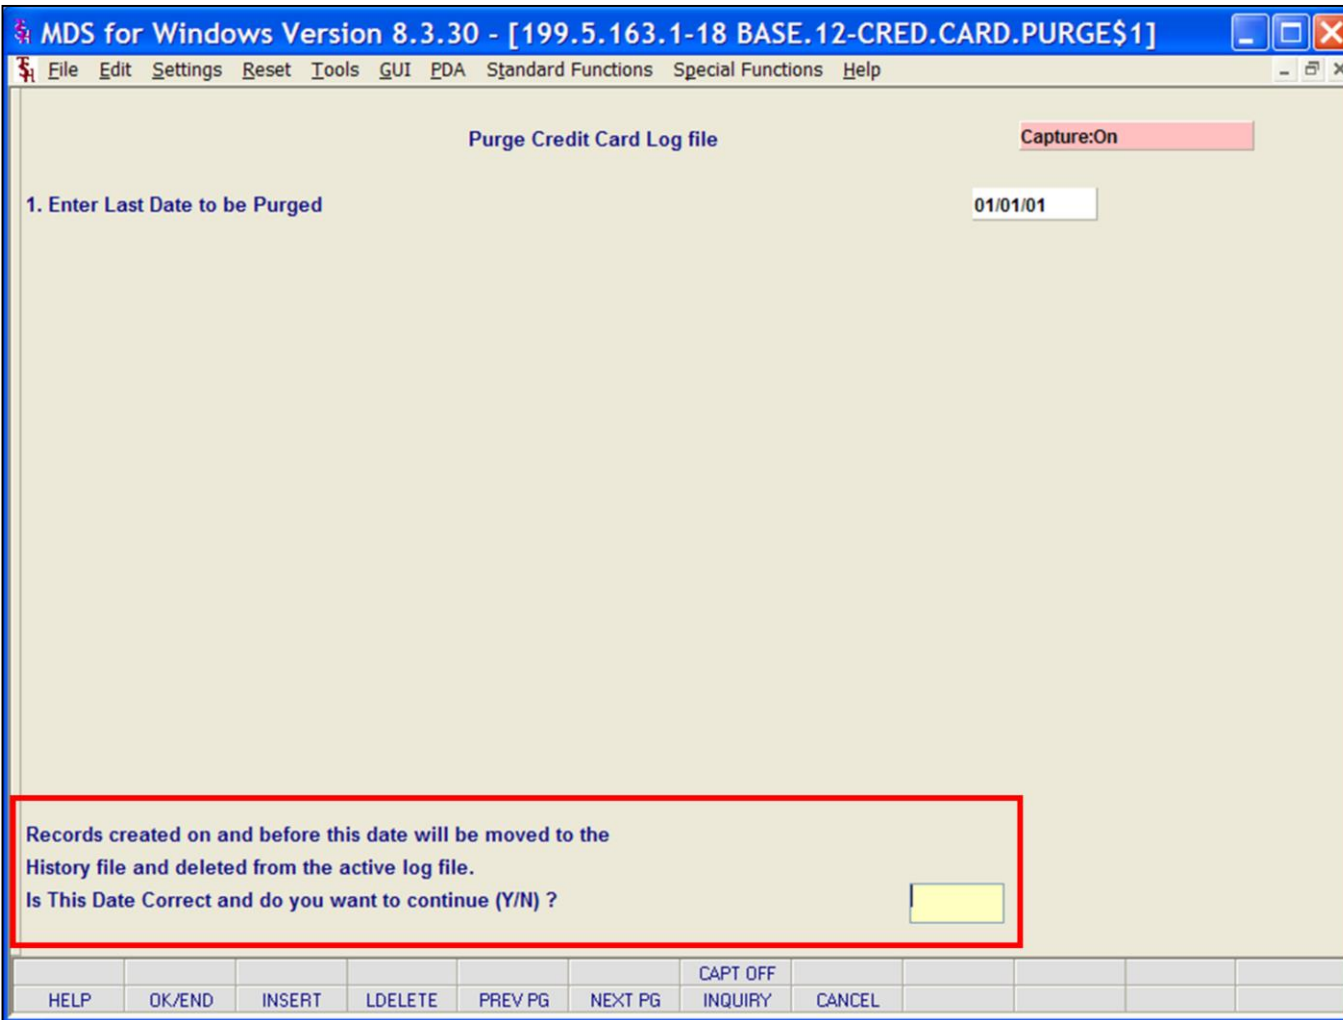 MDS for Windows Version 8.3.30 - [199.5.163.1-18 BASE.12-CRED.CARD.PURGE$1]
File Edit Settings Reset Tools GUI PDA Standard Functions Special Functions Help
Purge Credit Card Log file Capture:On
1. Enter Last Date to be Purged 01/01/01
Records created on and before this date will be moved to the
History file and deleted from the active log file.
Is This Date Correct and do you want to continue (Y/N) ?
CAPT OFF
HELP OK/END INSERT LDELETE PREV PG NEXT PG INQUIRY CANCEL